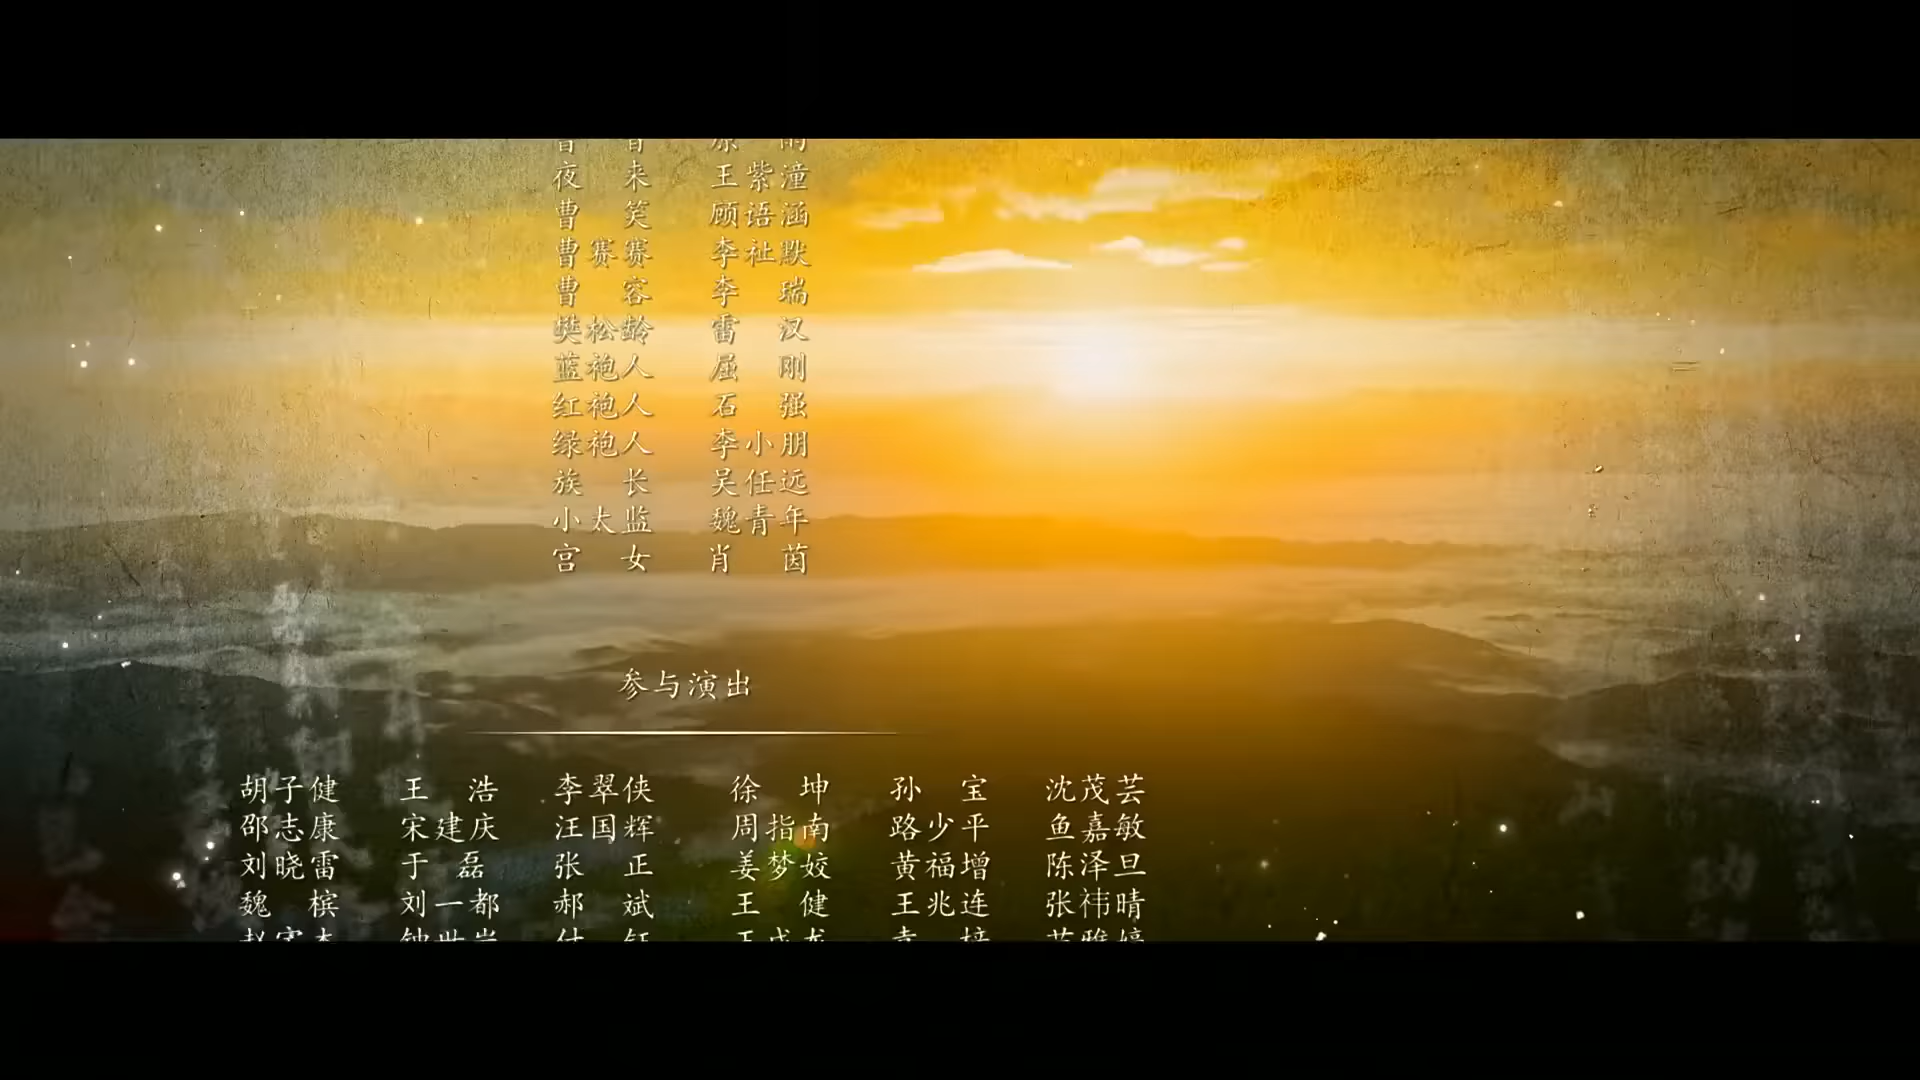 夜来 王紫潼
曹笑 顾语涵
曹赛赛 李祉默
曹容 李瑞
樊松龄 雷汉
蓝袍人 屈刚
红袍人 石强
绿袍人 李小朋
族长 吴任远
小太监 魏青年
宫女 肖茵
参与演出
胡子健 王浩 李翠侠 徐坤 孙宝 沈茂芸
邵志康 宋建庆 汪国辉 周指南 路少平 鱼嘉敏
刘晓雷 于磊 张正 姜梦姣 黄福增 陈泽旦
魏槟 刘一都 郝斌 王健 王兆连 张祎晴